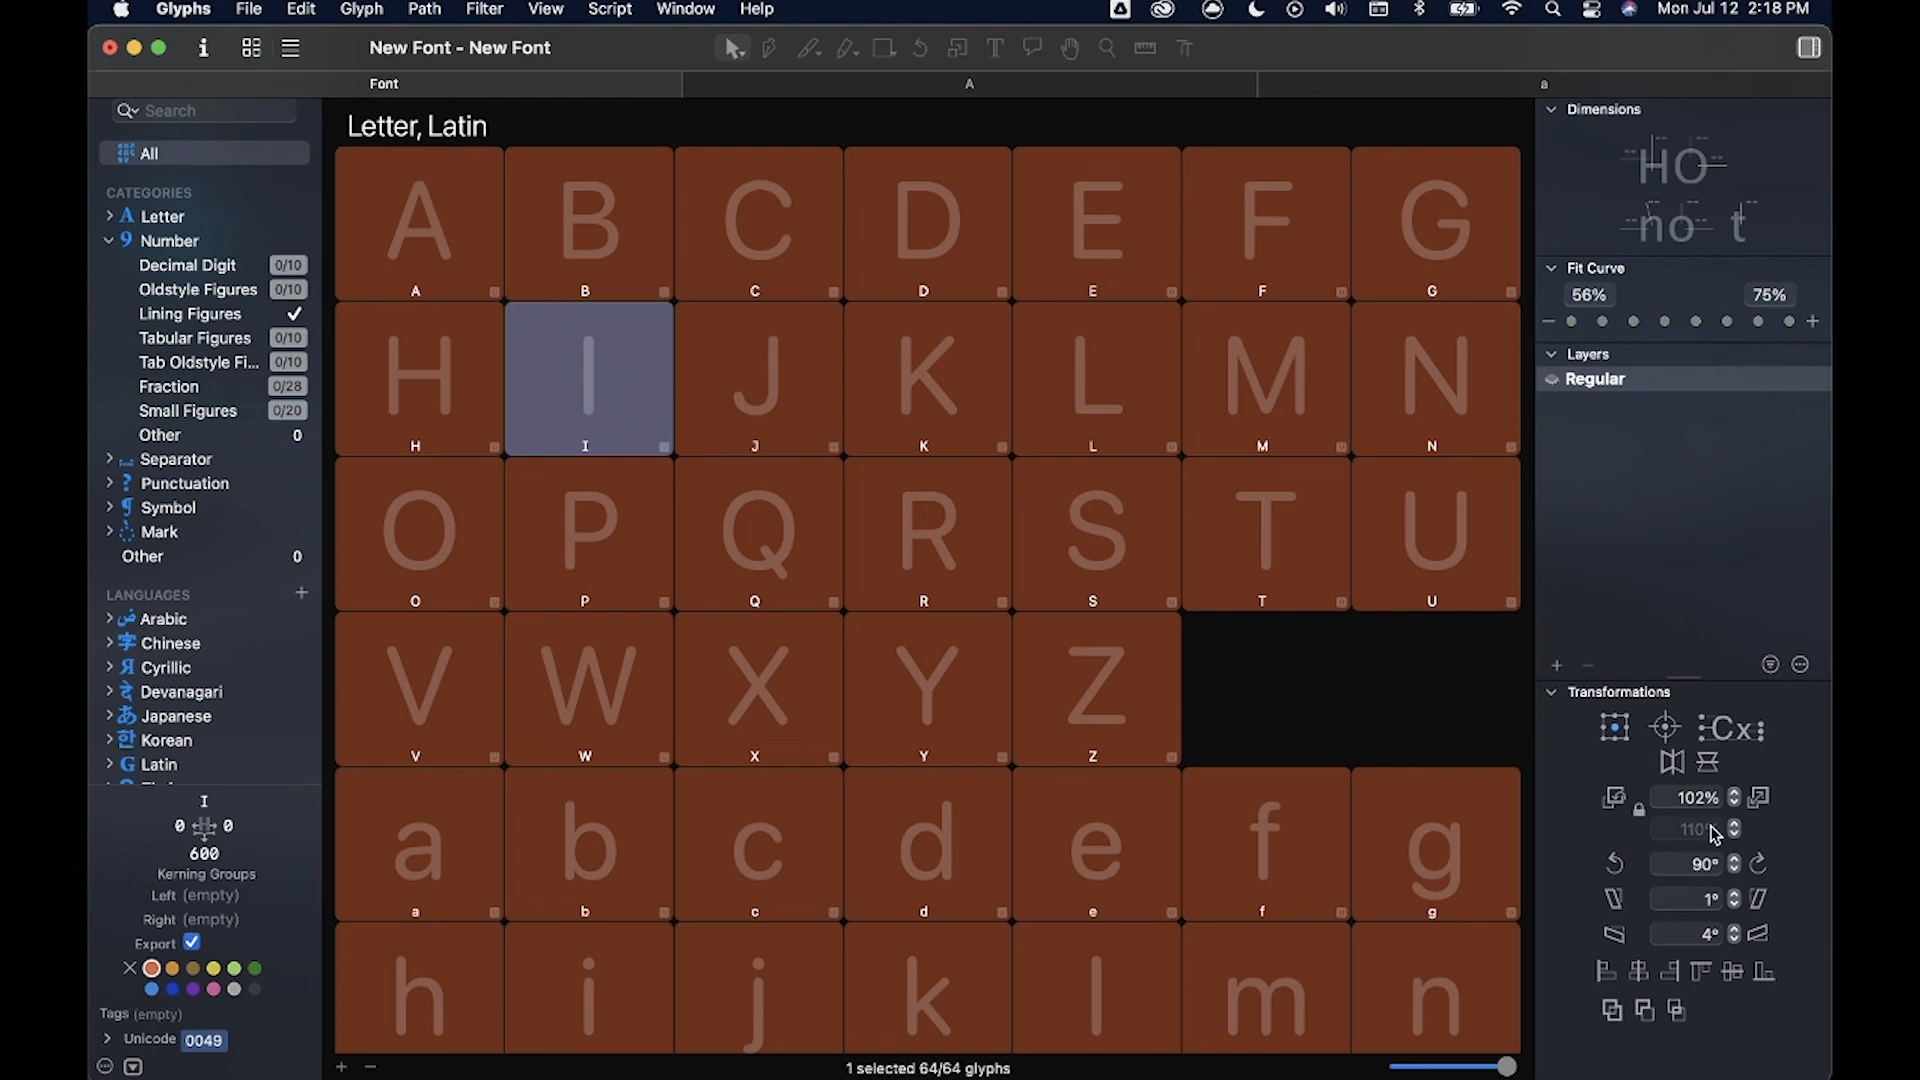 Glyphs File Edit Glyph Path Filter View Script Window Help Mon Jul 12 2:18 PM
New Font - New Font
Font A a
Search
All
CATEGORIES
Letter
Number
Decimal Digit 0/10
Oldstyle Figures 0/10
Lining Figures
Tabular Figures 0/10
Tab Oldstyle Fi... 0/10
Fraction 0/28
Small Figures 0/20
Other 0
Separator
Punctuation
Symbol
Mark
Other 0
LANGUAGES
Arabic
字 Chinese
Я Cyrillic
Devanagari
あ Japanese
한 Korean
G Latin
I
0 0
600
Kerning Groups
Left (empty)
Right (empty)
Export
Tags (empty)
Unicode 0049
Letter, Latin
A B C D E F G
A B C D E F G
H I J K L M N
H I J K L M N
O P Q R S T U
O P Q R S T U
V W X Y Z
V W X Y Z
a b c d e f g
a b c d e f g
h i j k l m n
1 selected 64/64 glyphs
Dimensions
HO
no t
Fit Curve
56% 75%
Layers
Regular
Transformations
Cx
102%
90°
1°
4°